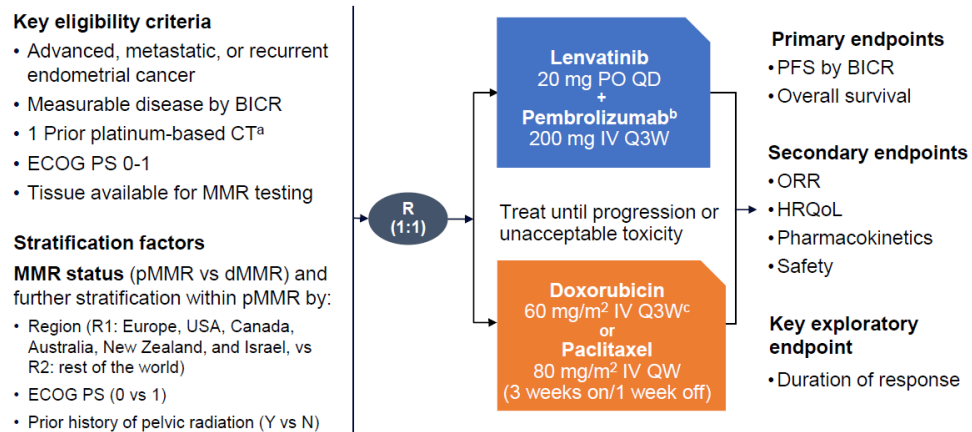 Key eligibility criteria
• Advanced, metastatic, or recurrent
endometrial cancer
• Measurable disease by BICR
• 1 Prior platinum-based CTᵃ
• ECOG PS 0-1
• Tissue available for MMR testing
Stratification factors
MMR status (pMMR vs dMMR) and
further stratification within pMMR by:
• Region (R1: Europe, USA, Canada,
Australia, New Zealand, and Israel, vs
R2: rest of the world)
• ECOG PS (0 vs 1)
• Prior history of pelvic radiation (Y vs N)
R
(1:1)
Lenvatinib
20 mg PO QD
+
Pembrolizumabᵇ
200 mg IV Q3W
Treat until progression or
unacceptable toxicity
Doxorubicin
60 mg/m² IV Q3Wᶜ
or
Paclitaxel
80 mg/m² IV QW
(3 weeks on/1 week off)
Primary endpoints
•PFS by BICR
•Overall survival
Secondary endpoints
•ORR
•HRQoL
•Pharmacokinetics
•Safety
Key exploratory
endpoint
•Duration of response